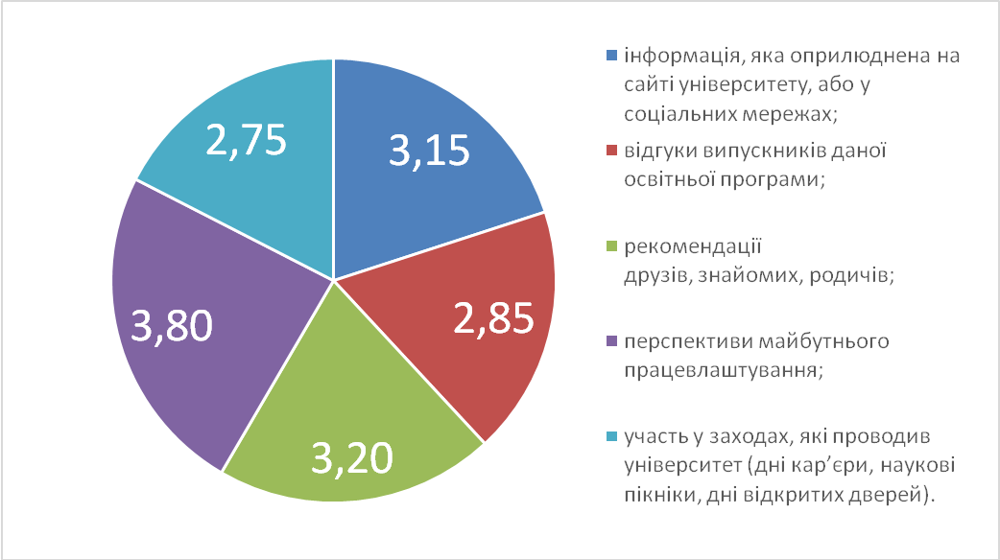 3,15
2,85
3,20
3,80
2,75
інформація, яка оприлюднена на
сайті університету, або у
соціальних мережах;
відгуки випускників даної
освітньої програми;
рекомендації
друзів, знайомих, родичів;
перспективи майбутнього
працевлаштування;
участь у заходах, які проводив
університет (дні кар’єри, наукові
пікніки, дні відкритих дверей).